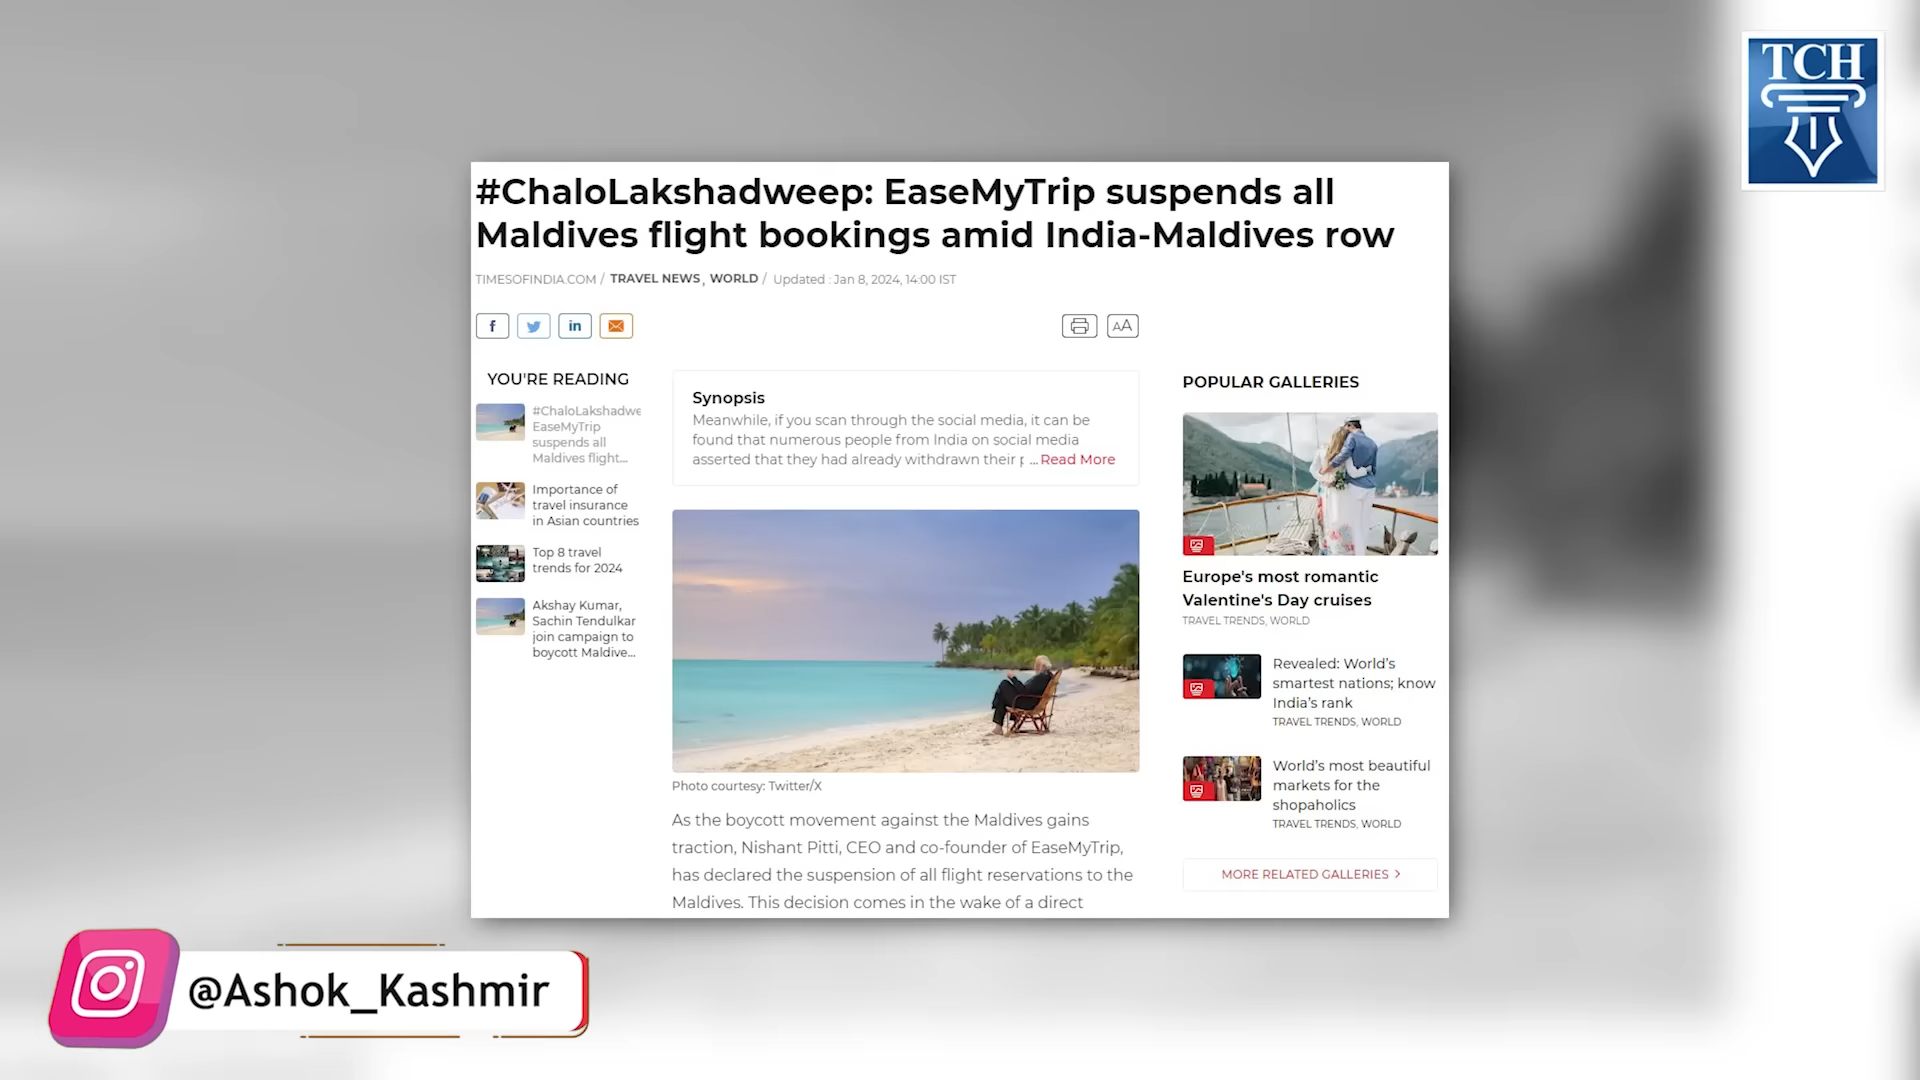 TCH
#ChaloLakshadweep: EaseMyTrip suspends all
Maldives flight bookings amid India-Maldives row
TIMESOFINDIA.COM / TRAVEL NEWS, WORLD / Updated : Jan 8, 2024, 14:00 IST
f
in
AA
YOU'RE READING
#ChaloLakshadwe
EaseMyTrip
suspends all
Maldives flight...
Importance of
travel insurance
in Asian countries
Top 8 travel
trends for 2024
Akshay Kumar,
Sachin Tendulkar
join campaign to
boycott Maldive...
Synopsis
Meanwhile, if you scan through the social media, it can be
found that numerous people from India on social media
asserted that they had already withdrawn their p ... Read More
Photo courtesy: Twitter/X
As the boycott movement against the Maldives gains
traction, Nishant Pitti, CEO and co-founder of EaseMyTrip,
has declared the suspension of all flight reservations to the
Maldives. This decision comes in the wake of a direct
POPULAR GALLERIES
Europe's most romantic
Valentine's Day cruises
TRAVEL TRENDS, WORLD
Revealed: World's
smartest nations; know
India's rank
TRAVEL TRENDS, WORLD
World's most beautiful
markets for the
shopaholics
TRAVEL TRENDS, WORLD
MORE RELATED GALLERIES >
@Ashok_Kashmir